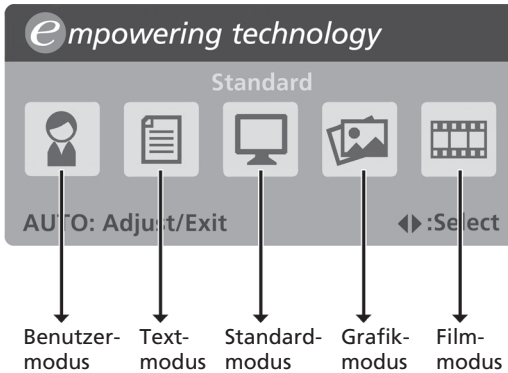 empowering technology
Standard
AUTO: Adjust/Exit
:Select
Benutzer- Text- Standard- Grafik- Film-
modus modus modus modus modus